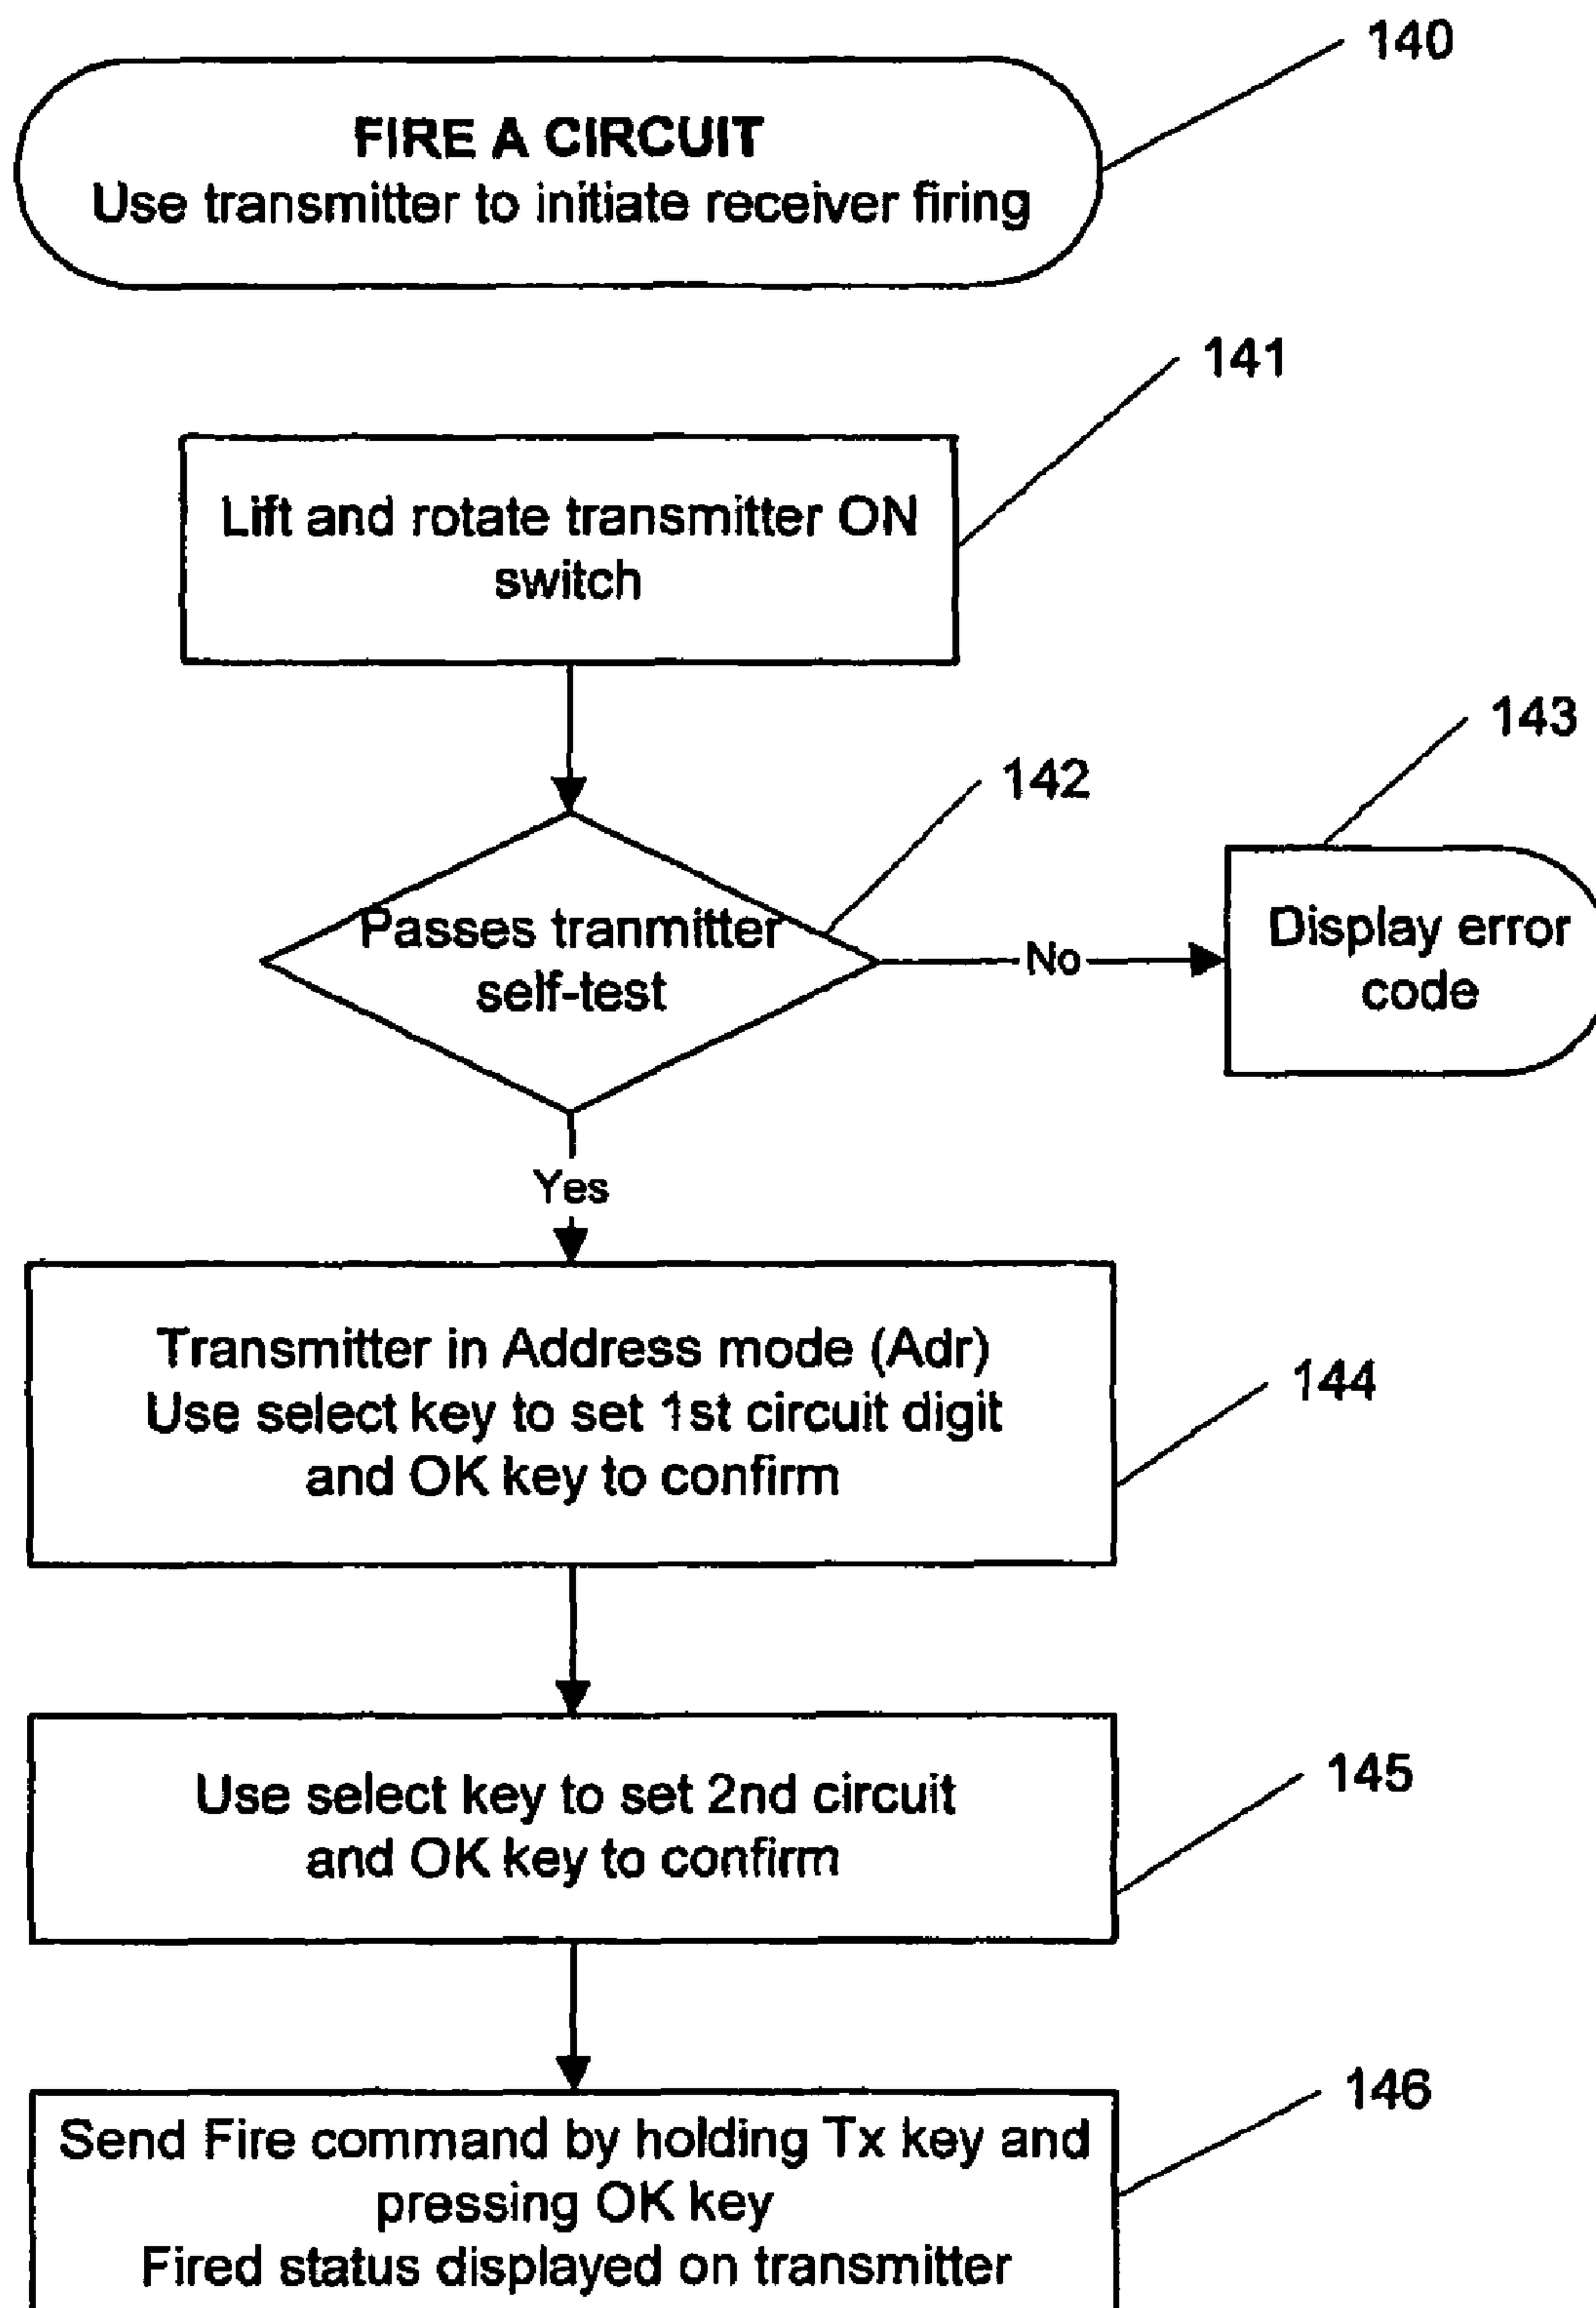 140
FIRE A CIRCUIT
Use transmitter to initiate receiver firing
141
Lift and rotate transmitter ON
switch
143
142
Passes tranmitter
self-test
No
Display error
code
Yes
Transmitter in Address mode (Adr)
Use select key to set 1st circuit digit
and OK key to confirm
144
Use select key to set 2nd circuit
and OK key to confirm
145
146
Send Fire command by holding Tx key and
pressing OK key
Fired status displayed on transmitter